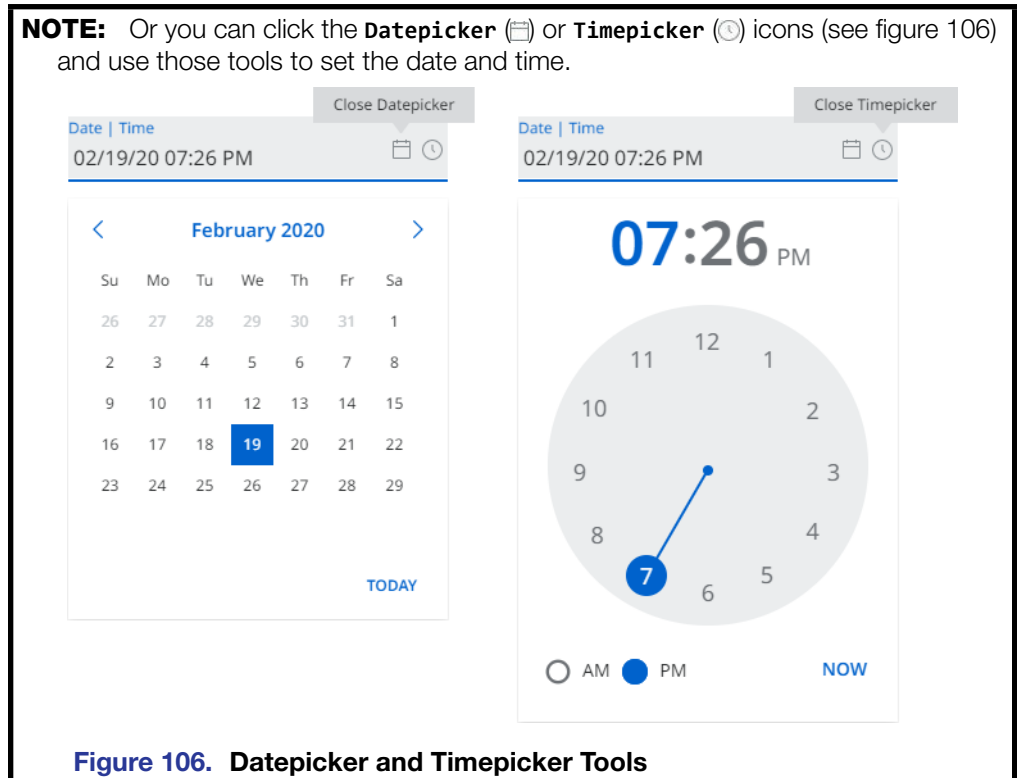 NOTE: Or you can click the Datepicker () or Timepicker () icons (see figure 106)
and use those tools to set the date and time.
Close Datepicker
Date | Time
02/19/20 07:26 PM
February 2020
Su Mo Tu We Th Fr Sa
26 27 28 29 30 31 1
2 3 4 5 6 7 8
9 10 11 12 13 14 15
16 17 18 19 20 21 22
23 24 25 26 27 28 29
TODAY
Close Timepicker
Date | Time
02/19/20 07:26 PM
07:26 PM
12
11
1
10
2
9
3
8
4
7
5
6
AM PM
NOW
Figure 106. Datepicker and Timepicker Tools